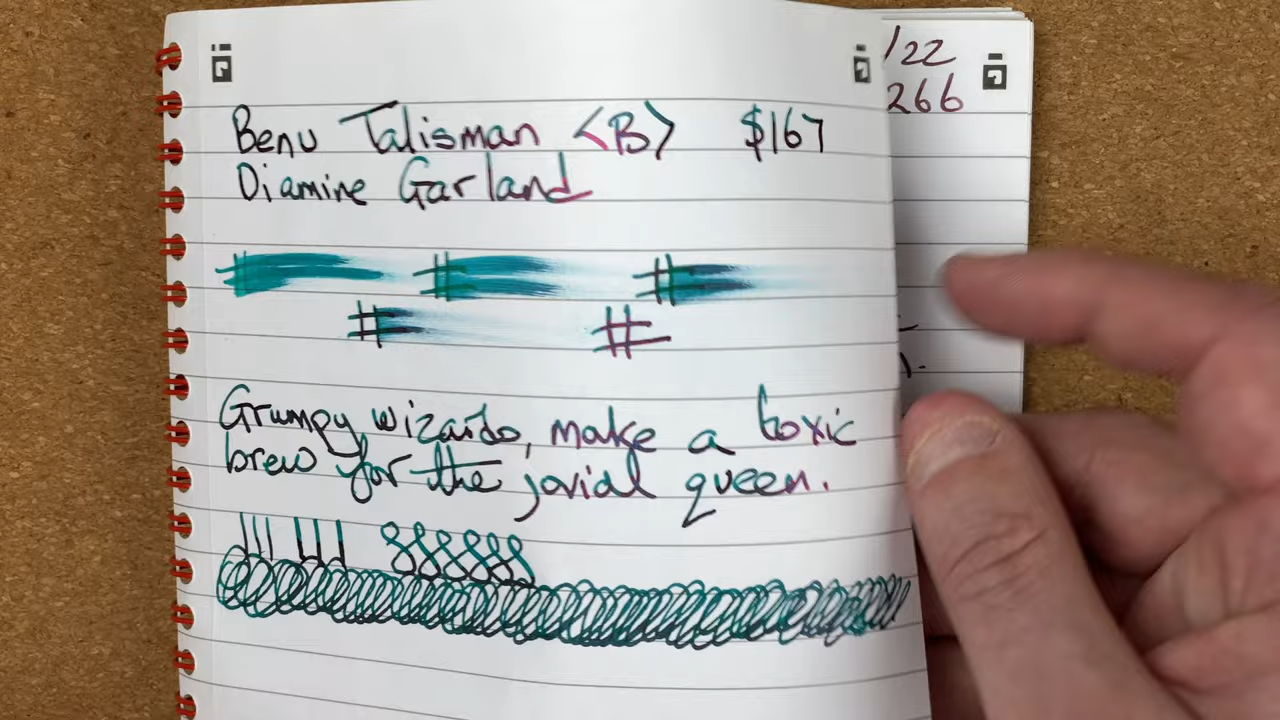 Benu Talisman <B> $167
Diamine Garland
# # #
# #
Grumpy wizards, make a toxic
brew for the jovial queen.
/22
266